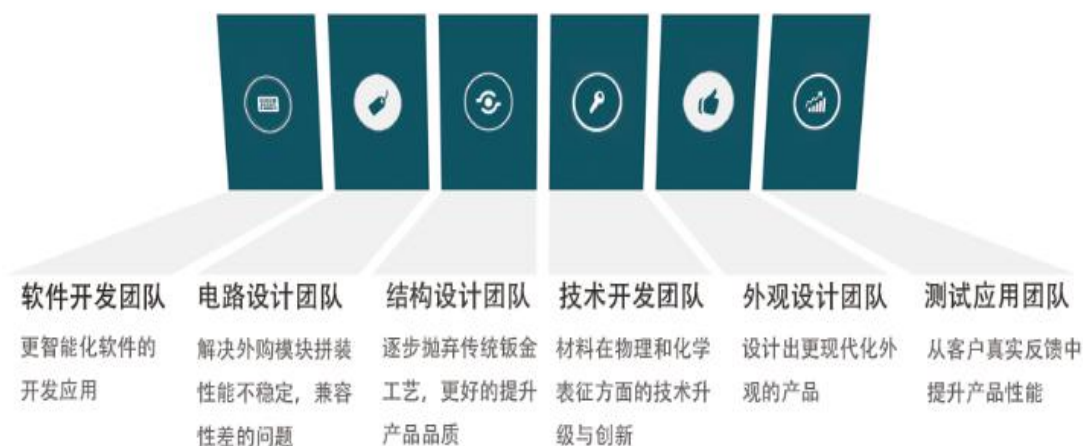 软件开发团队
更智能化软件的
开发应用
电路设计团队
解决外购模块拼装
性能不稳定，兼容
性差的问题
结构设计团队
逐步抛弃传统钣金
工艺，更好的提升
产品品质
技术开发团队
材料在物理和化学
表征方面的技术升
级与创新
外观设计团队
设计出更现代化外
观的产品
测试应用团队
从客户真实反馈中
提升产品性能